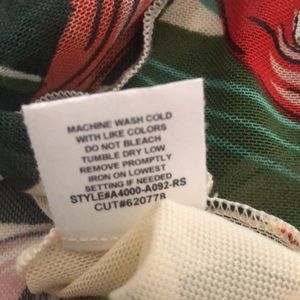 MACHINE WASH COLD
WITH LIKE COLORS
DO NOT BLEACH
TUMBLE DRY LOW
REMOVE PROMPTLY
IRON ON LOWEST
SETTING IF NEEDED
STYLE#A4000-A092-RS
CUT#620778